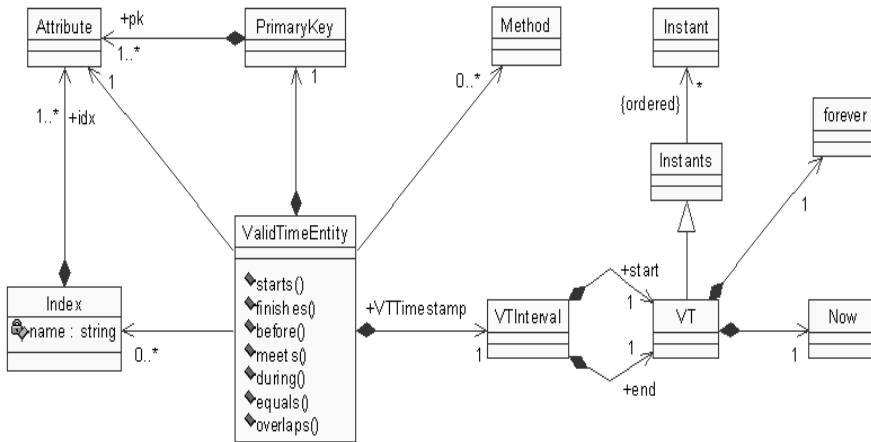 Attribute
+pk
1..*
PrimaryKey
Method
Instant
1
1
0..*
*
{ordered}
forever
1..*
+idx
Instants
1
ValidTimeEntity
starts()
finishes()
before()
meets()
during()
equals()
overlaps()
Index
name : string
0..*
+VTTimestamp
1
VTInterval
+start
1
1
+end
VT
1
Now